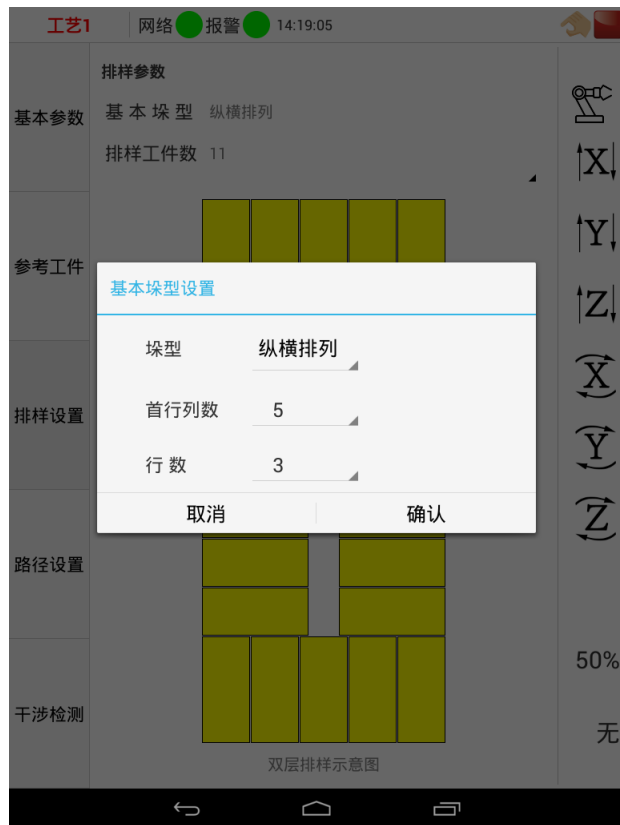 工艺1 网络 报警 14:19:05
排样参数
基本参数 基 本 垛 型 纵横排列
排样工件数 11
X
Y
参考工件
基本垛型设置
Z
垛型 纵横排列
X
排样设置 首行列数 5
Y
行 数 3
取消 确认
Z
路径设置
50%
干涉检测
无
双层排样示意图